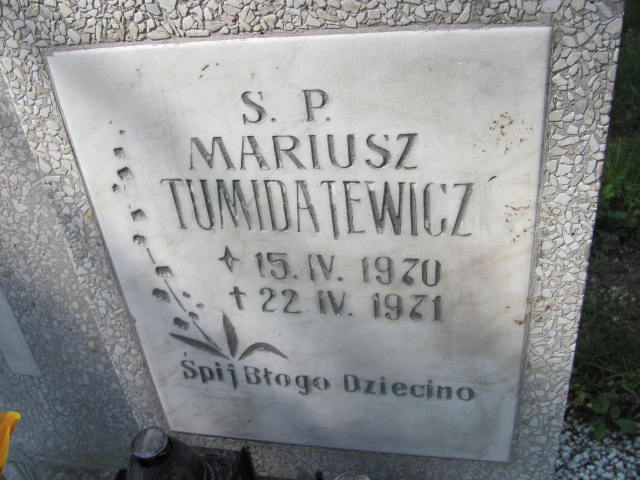 S. P.
MARIUSZ
TUMIDAJEWICZ
15. IV. 1970
† 22 IV. 1971
Śpij Błogo Dziecino